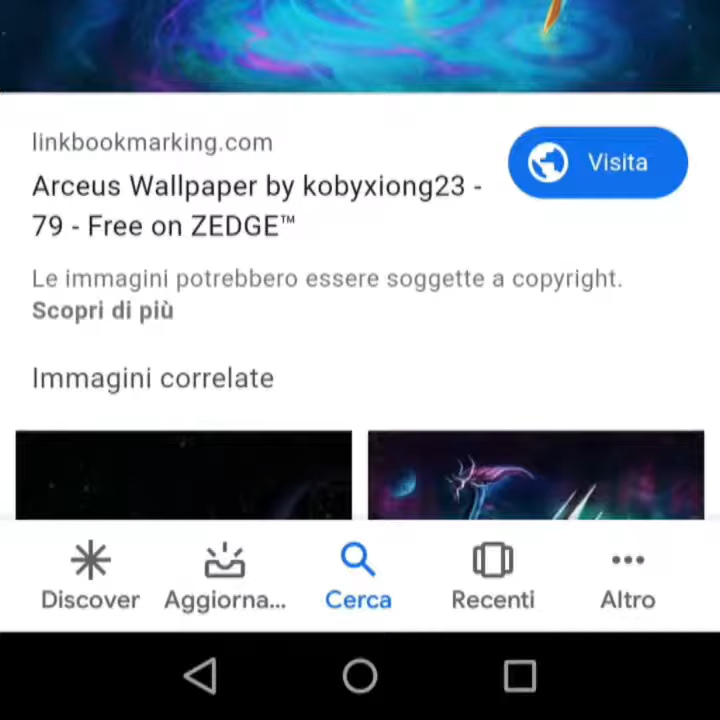 linkbookmarking.com
Visita
Arceus Wallpaper by kobyxiong23 -
79 - Free on ZEDGE™
Le immagini potrebbero essere soggette a copyright.
Scopri di più
Immagini correlate
Discover
Aggiorna...
Cerca
Recenti
Altro